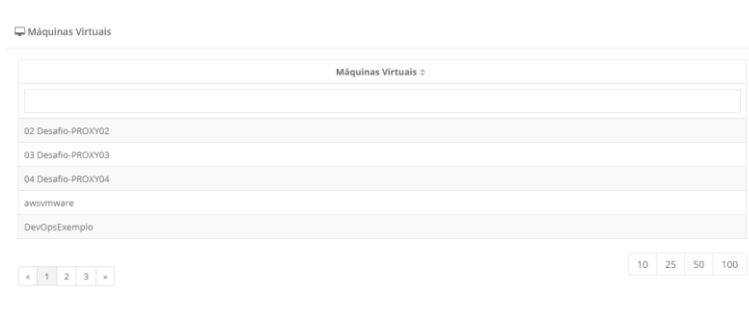 Máquinas Virtuais
Máquinas Virtuais
02 Desafio-PROXY02
03 Desafio-PROXY03
04 Desafio-PROXY04
awsvmware
DevOpsExemplo
« 1 2 3 »
10 25 50 100